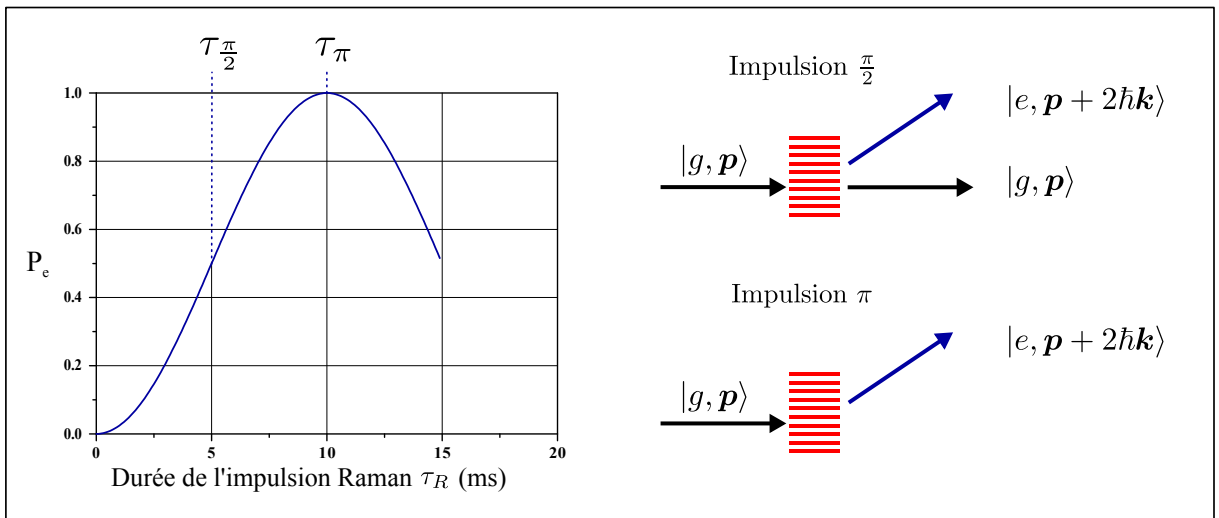 τ_{π/2}
τ_π
1.0
0.8
0.6
P_e
0.4
0.2
0.0
0 5 10 15 20
Durée de l'impulsion Raman τ_R (ms)
Impulsion π/2
|g, p⟩
|e, p + 2ℏk⟩
|g, p⟩
Impulsion π
|g, p⟩
|e, p + 2ℏk⟩